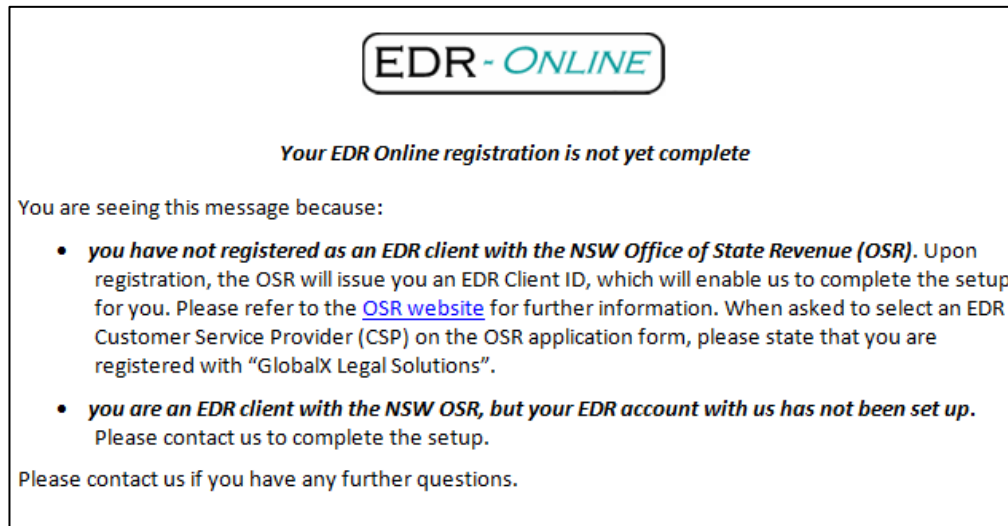 EDR - ONLINE
Your EDR Online registration is not yet complete
You are seeing this message because:
• you have not registered as an EDR client with the NSW Office of State Revenue (OSR). Upon
registration, the OSR will issue you an EDR Client ID, which will enable us to complete the setup
for you. Please refer to the OSR website for further information. When asked to select an EDR
Customer Service Provider (CSP) on the OSR application form, please state that you are
registered with “GlobalX Legal Solutions”.
• you are an EDR client with the NSW OSR, but your EDR account with us has not been set up.
Please contact us to complete the setup.
Please contact us if you have any further questions.